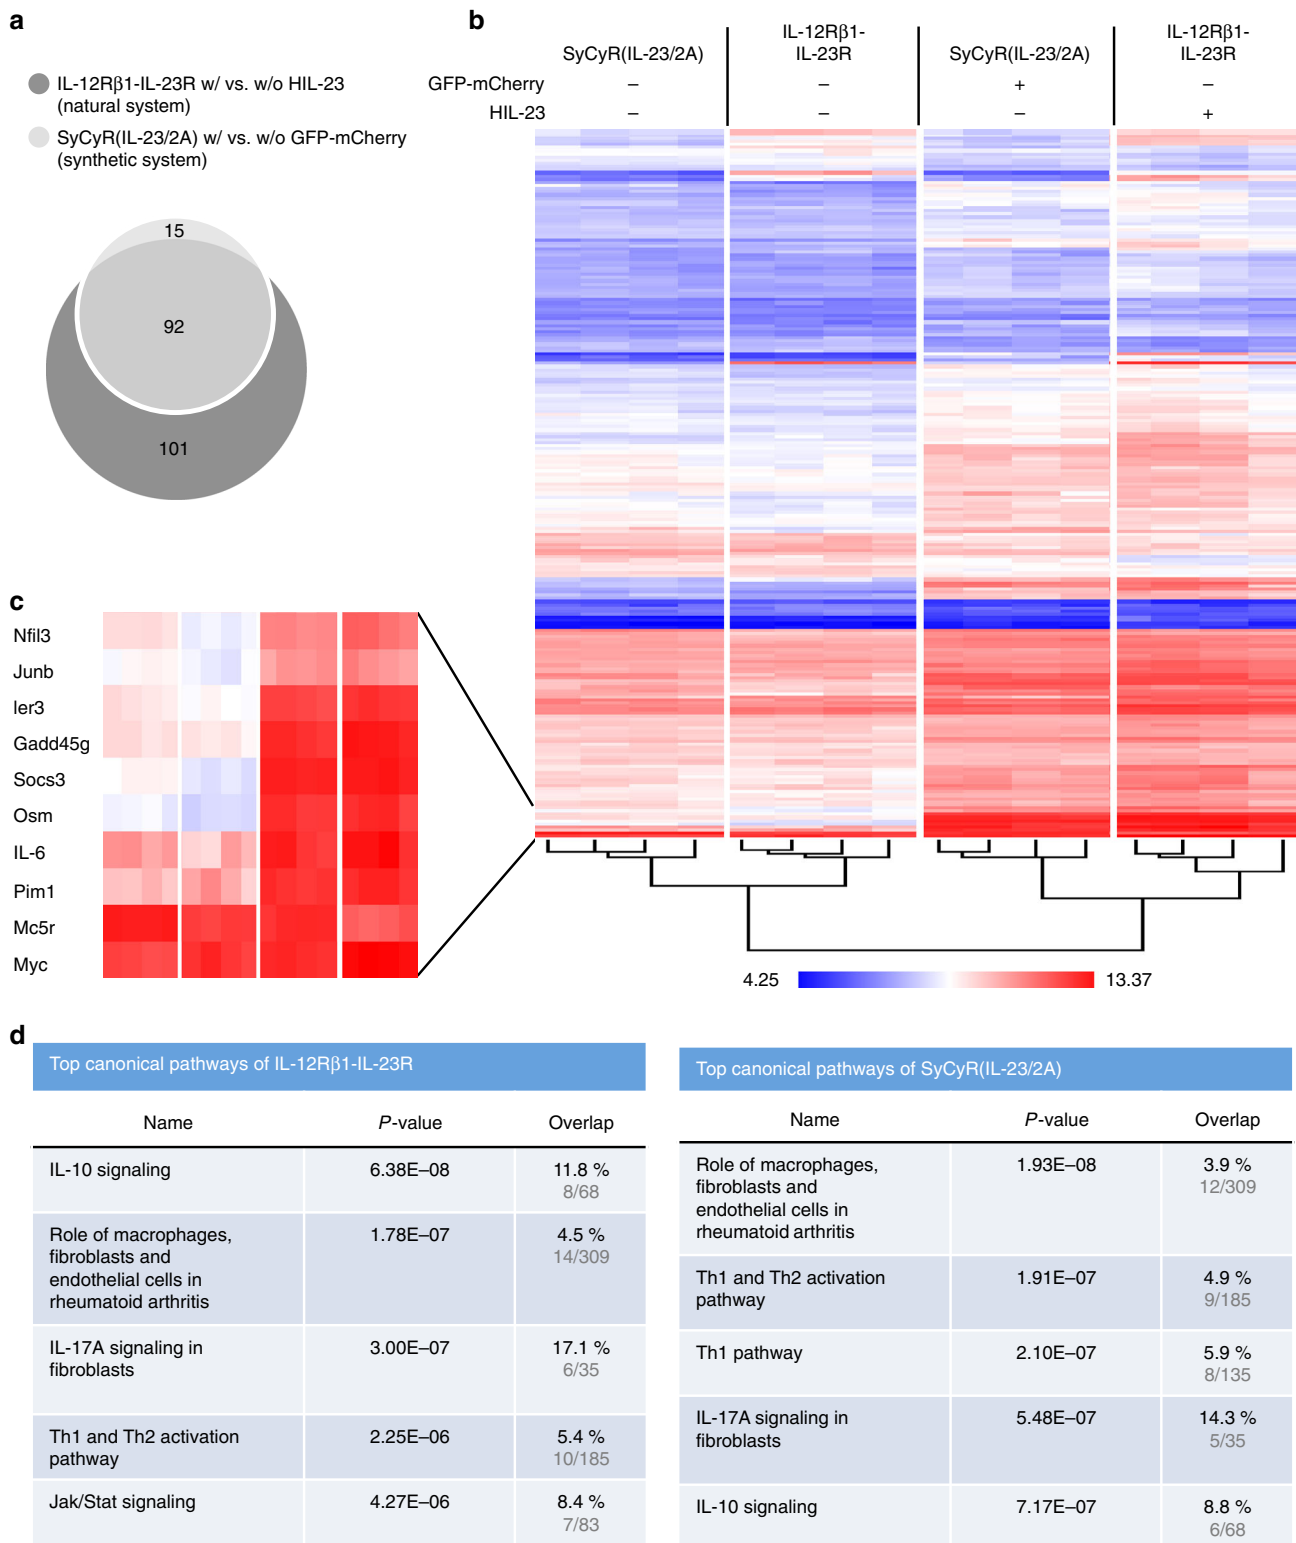 a
IL-12Rβ1-IL-23R w/ vs. w/o HIL-23
(natural system)
SyCyR(IL-23/2A) w/ vs. w/o GFP-mCherry
(synthetic system)
15
92
101
b
SyCyR(IL-23/2A)
IL-12Rβ1-
IL-23R
SyCyR(IL-23/2A)
IL-12Rβ1-
IL-23R
GFP-mCherry – – + –
HIL-23 – – – +
4.25
13.37
c
Nfil3
Junb
Ier3
Gadd45g
Socs3
Osm
IL-6
Pim1
Mc5r
Myc
d
Top canonical pathways of IL-12Rβ1-IL-23R
Name P-value Overlap
IL-10 signaling 6.38E–08 11.8 %
8/68
Role of macrophages, 1.78E–07 4.5 %
fibroblasts and 14/309
endothelial cells in
rheumatoid arthritis
IL-17A signaling in 3.00E–07 17.1 %
fibroblasts 6/35
Th1 and Th2 activation 2.25E–06 5.4 %
pathway 10/185
Jak/Stat signaling 4.27E–06 8.4 %
7/83
Top canonical pathways of SyCyR(IL-23/2A)
Name P-value Overlap
Role of macrophages, 1.93E–08 3.9 %
fibroblasts and 12/309
endothelial cells in
rheumatoid arthritis
Th1 and Th2 activation 1.91E–07 4.9 %
pathway 9/185
Th1 pathway 2.10E–07 5.9 %
8/135
IL-17A signaling in 5.48E–07 14.3 %
fibroblasts 5/35
IL-10 signaling 7.17E–07 8.8 %
6/68